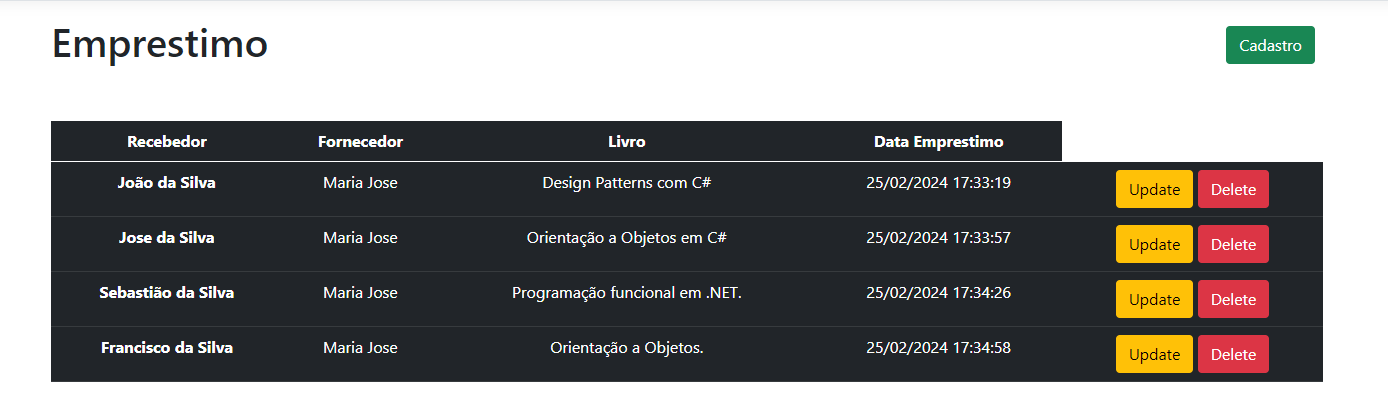 Emprestimo
Cadastro
Recebedor Fornecedor Livro Data Emprestimo
João da Silva Maria Jose Design Patterns com C# 25/02/2024 17:33:19 Update Delete
Jose da Silva Maria Jose Orientação a Objetos em C# 25/02/2024 17:33:57 Update Delete
Sebastião da Silva Maria Jose Programação funcional em .NET. 25/02/2024 17:34:26 Update Delete
Francisco da Silva Maria Jose Orientação a Objetos. 25/02/2024 17:34:58 Update Delete